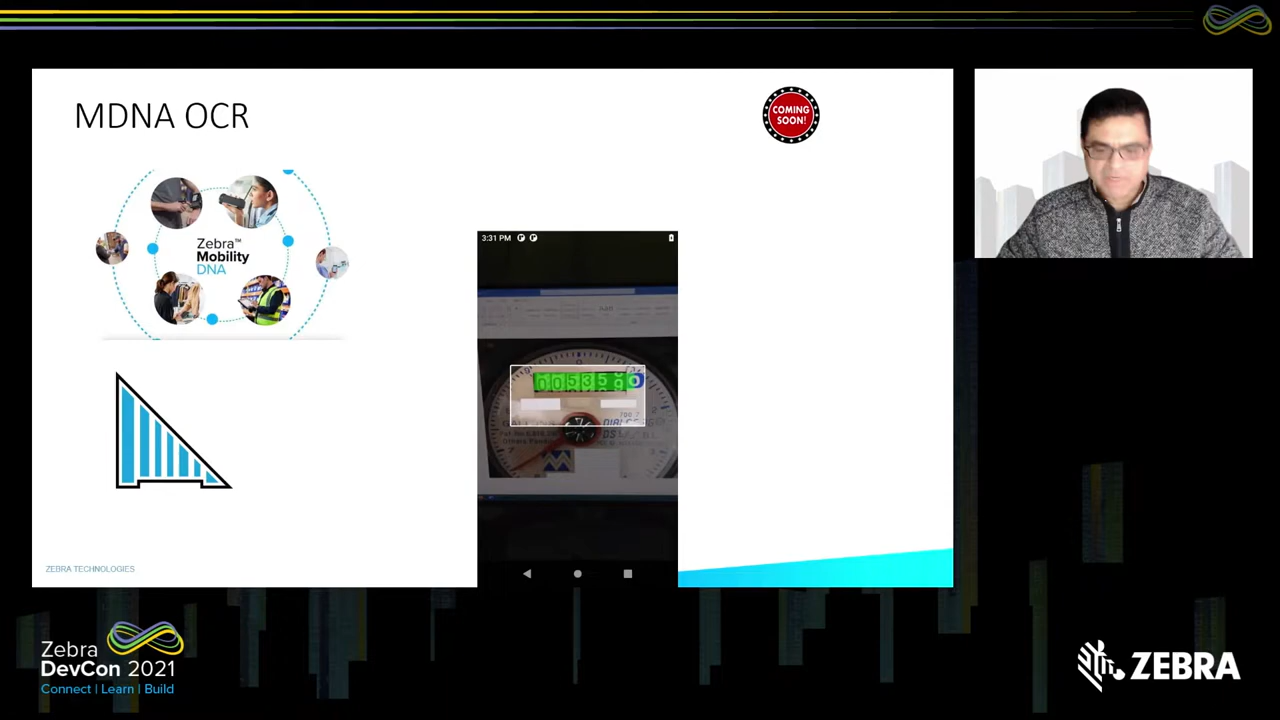 MDNA OCR
COMING
SOON!
Zebra™
Mobility
DNA
3:31 PM
ZEBRA TECHNOLOGIES
Zebra
DevCon 2021
Connect | Learn | Build
ZEBRA